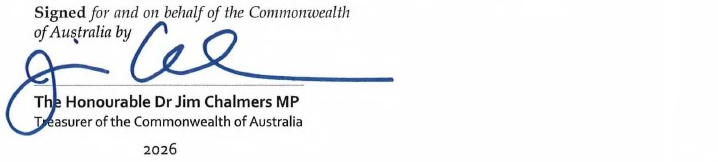 Signed for and on behalf of the Commonwealth
of Australia by
The Honourable Dr Jim Chalmers MP
Treasurer of the Commonwealth of Australia
2026